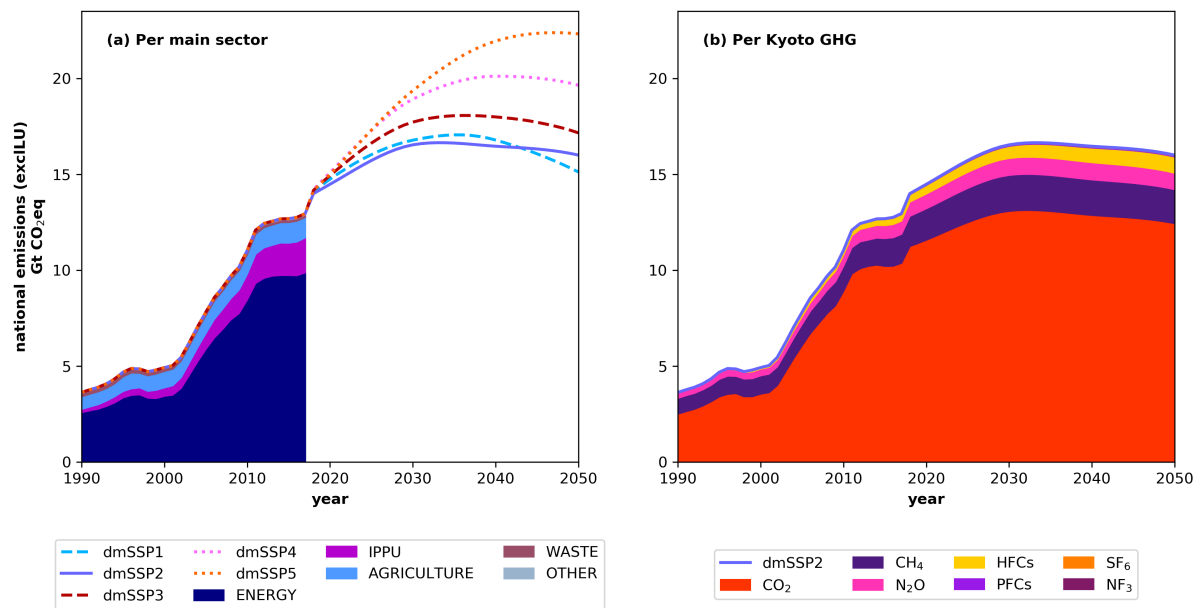 (a) Per main sector
national emissions (exclLU)
Gt CO₂eq
20
15
10
5
0
1990 2000 2010 2020 2030 2040 2050
year
(b) Per Kyoto GHG
20
15
10
5
0
1990 2000 2010 2020 2030 2040 2050
year
dmSSP1 dmSSP4 IPPU WASTE
dmSSP2 dmSSP5 AGRICULTURE OTHER
dmSSP3 ENERGY
dmSSP2 CH₄ HFCs SF₆
CO₂ N₂O PFCs NF₃